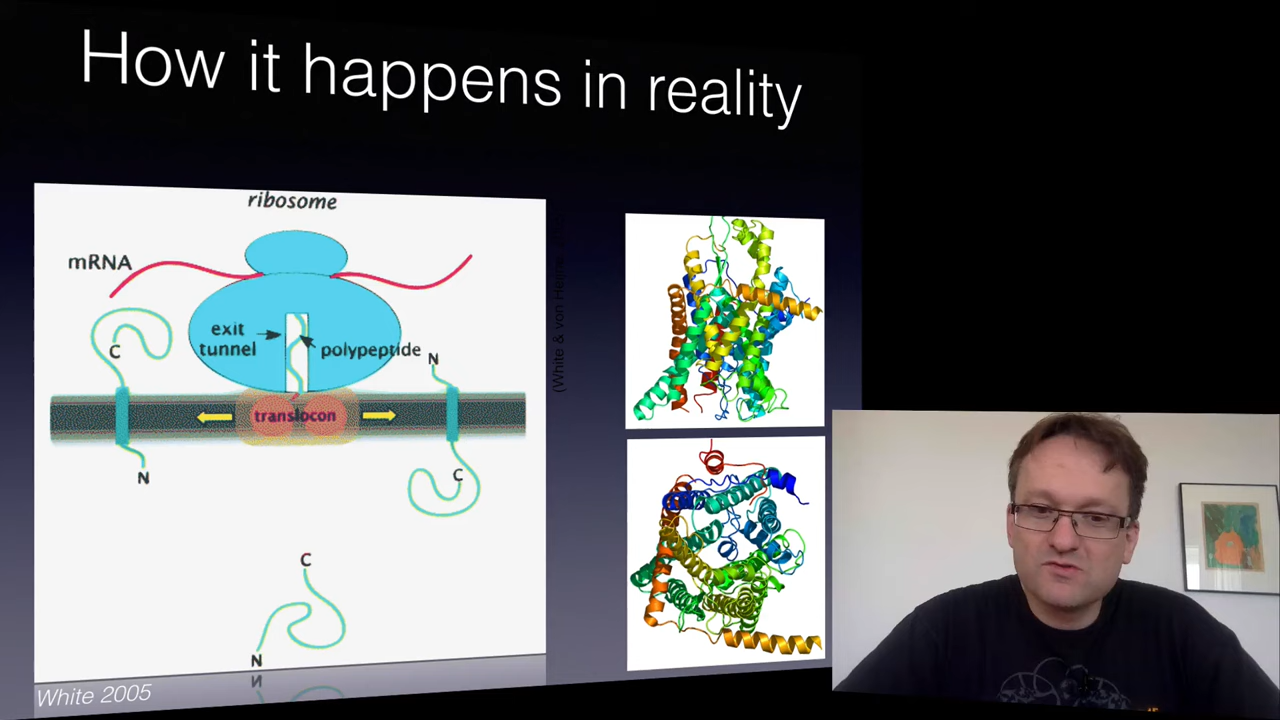 How it happens in reality
ribosome
mRNA
exit
tunnel
polypeptide
C
N
translocon
N
C
C
N
White 2005
(White & von Heijne